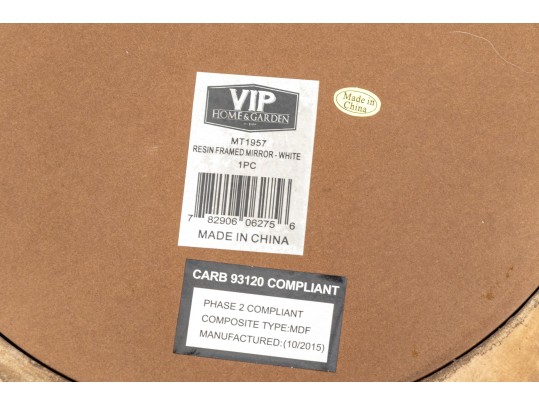 VIP
HOME & GARDEN
MT1957
RESIN FRAMED MIRROR - WHITE
1PC
7 82906 06275 6
MADE IN CHINA
Made in
China
CARB 93120 COMPLIANT
PHASE 2 COMPLIANT
COMPOSITE TYPE:MDF
MANUFACTURED:(10/2015)